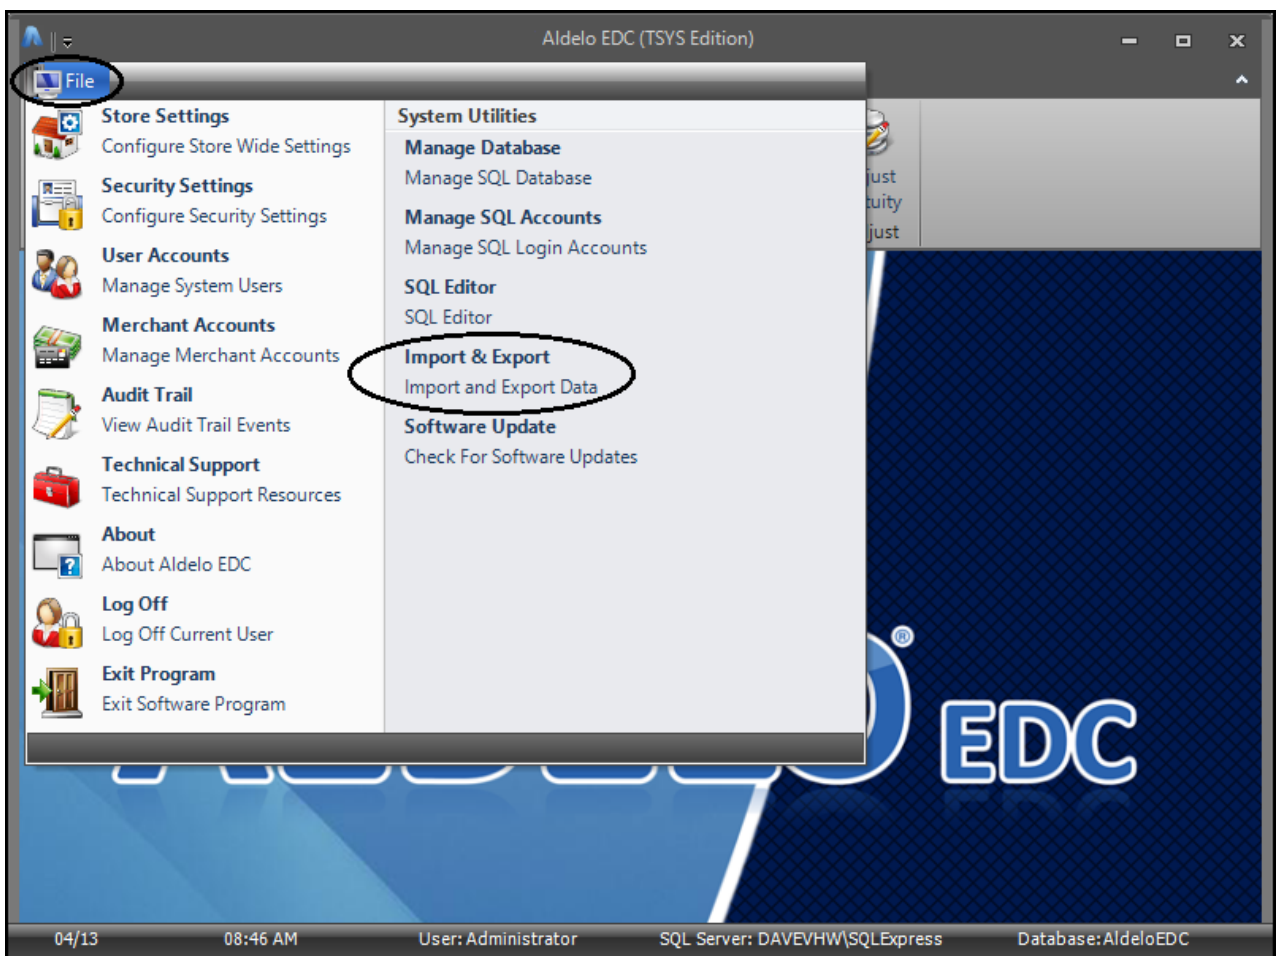 Aldelo EDC (TSYS Edition)
File
Store Settings
Configure Store Wide Settings
Security Settings
Configure Security Settings
User Accounts
Manage System Users
Merchant Accounts
Manage Merchant Accounts
Audit Trail
View Audit Trail Events
Technical Support
Technical Support Resources
About
About Aldelo EDC
Log Off
Log Off Current User
Exit Program
Exit Software Program
System Utilities
Manage Database
Manage SQL Database
Manage SQL Accounts
Manage SQL Login Accounts
SQL Editor
SQL Editor
Import & Export
Import and Export Data
Software Update
Check For Software Updates
just
tuity
just
ALDELO® EDC
04/13 08:46 AM User: Administrator SQL Server: DAVEVHW\SQLExpress Database: AldeloEDC